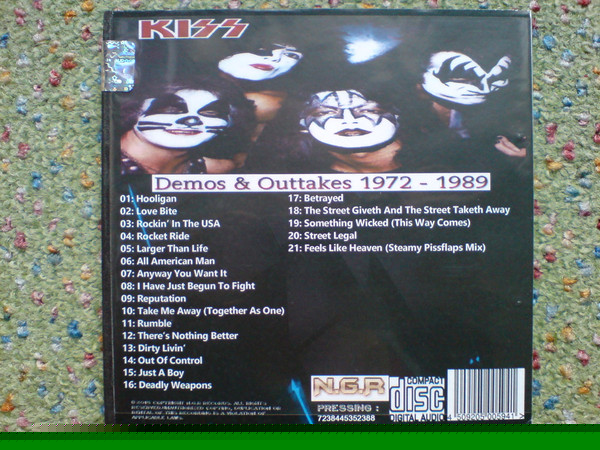 KISS
Demos & Outtakes 1972 - 1989
01: Hooligan
02: Love Bite
03: Rockin' In The USA
04: Rocket Ride
05: Larger Than Life
06: All American Man
07: Anyway You Want It
08: I Have Just Begun To Fight
09: Reputation
10: Take Me Away (Together As One)
11: Rumble
12: There's Nothing Better
13: Dirty Livin'
14: Out Of Control
15: Just A Boy
16: Deadly Weapons
17: Betrayed
18: The Street Giveth And The Street Taketh Away
19: Something Wicked (This Way Comes)
20: Street Legal
21: Feels Like Heaven (Steamy Pissflaps Mix)
N.G.R
PRESSING :
7238445352388
COMPACT
disc
DIGITAL AUDIO
4 509205 005941 >